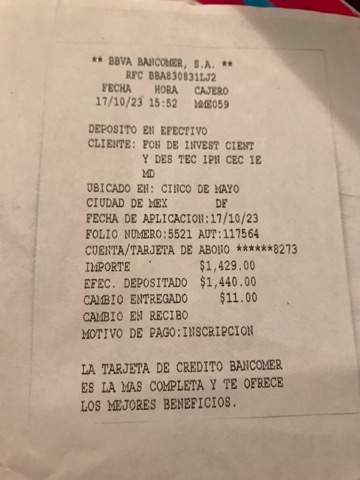 ** BBVA BANCOMER, S.A. **
RFC BBA830831LJ2
FECHA HORA CAJERO
17/10/23 15:52 MME059
DEPOSITO EN EFECTIVO
CLIENTE: FON DE INVEST CIENT
Y DES TEC IPN CEC IE
MD
UBICADO EN: CINCO DE MAYO
CIUDAD DE MEX DF
FECHA DE APLICACION:17/10/23
FOLIO NUMERO:5521 AUT:117564
CUENTA/TARJETA DE ABONO ******8273
IMPORTE $1,429.00
EFEC. DEPOSITADO $1,440.00
CAMBIO ENTREGADO $11.00
CAMBIO EN RECIBO
MOTIVO DE PAGO:INSCRIPCION
LA TARJETA DE CREDITO BANCOMER
ES LA MAS COMPLETA Y TE OFRECE
LOS MEJORES BENEFICIOS.